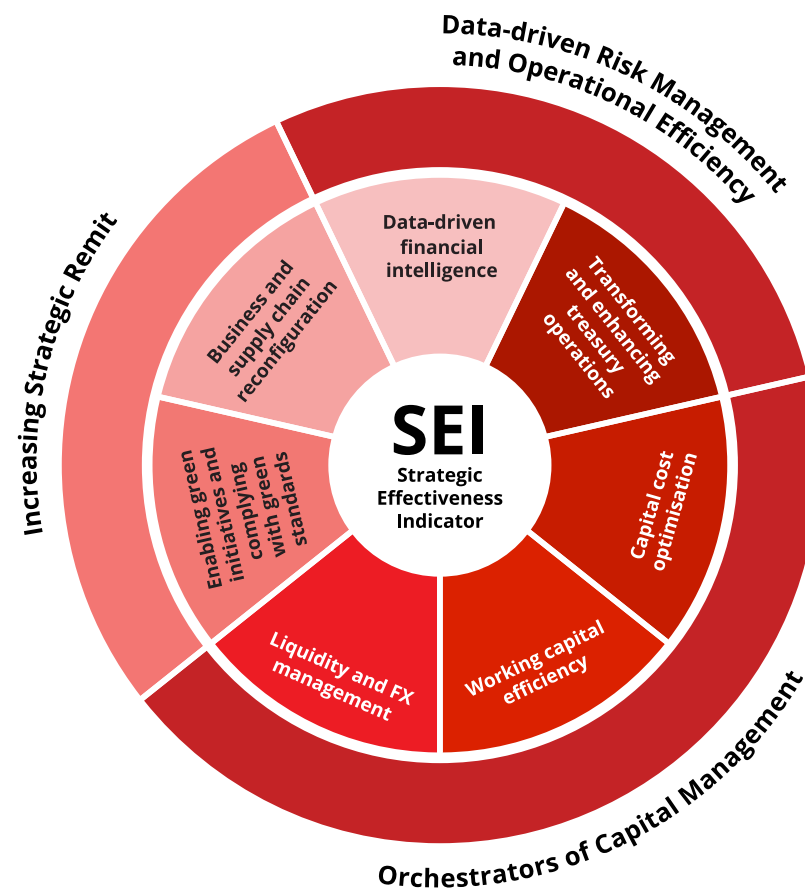 Data-driven Risk Management
and Operational Efficiency
Increasing Strategic Remit
Data-driven
financial
intelligence
Transforming
and enhancing
treasury
operations
Business and
supply chain
reconfiguration
SEI
Strategic
Effectiveness
Indicator
Capital cost
optimisation
Enabling green
initiatives and
complying
with green
standards
Liquidity and FX
management
Working capital
efficiency
Orchestrators of Capital Management